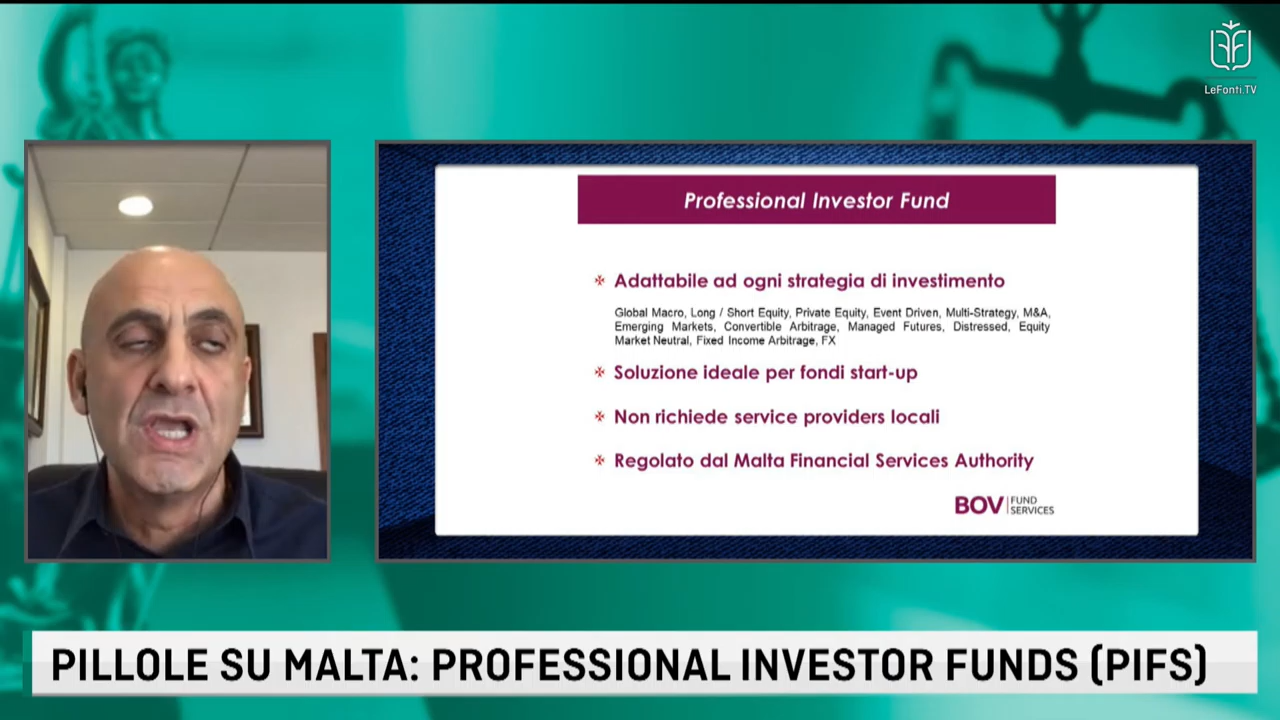 LeFonti.TV
Professional Investor Fund
Adattabile ad ogni strategia di investimento
Global Macro, Long / Short Equity, Private Equity, Event Driven, Multi-Strategy, M&A,
Emerging Markets, Convertible Arbitrage, Managed Futures, Distressed, Equity
Market Neutral, Fixed Income Arbitrage, FX
Soluzione ideale per fondi start-up
Non richiede service providers locali
Regolato dal Malta Financial Services Authority
BOV FUND
SERVICES
PILLOLE SU MALTA: PROFESSIONAL INVESTOR FUNDS (PIFS)